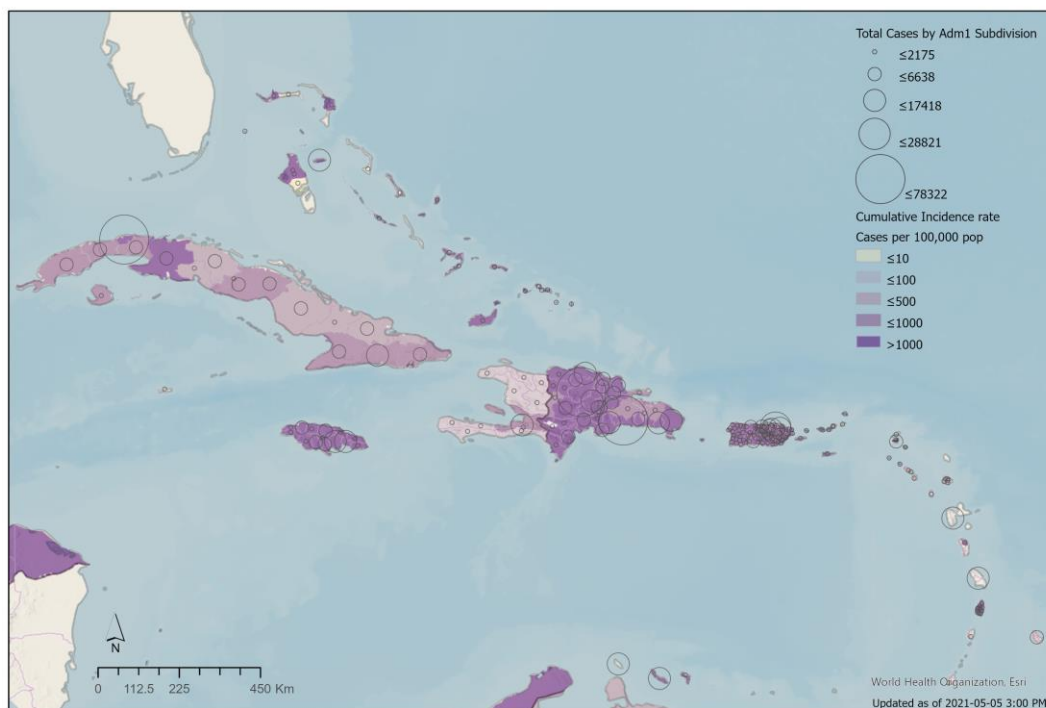 Total Cases by Adm1 Subdivision
≤2175
≤6638
≤17418
≤28821
≤78322
Cumulative Incidence rate
Cases per 100,000 pop
≤10
≤100
≤500
≤1000
>1000
N
0 112.5 225 450 Km
World Health Organization, Esri
Updated as of 2021-05-05 3:00 PM